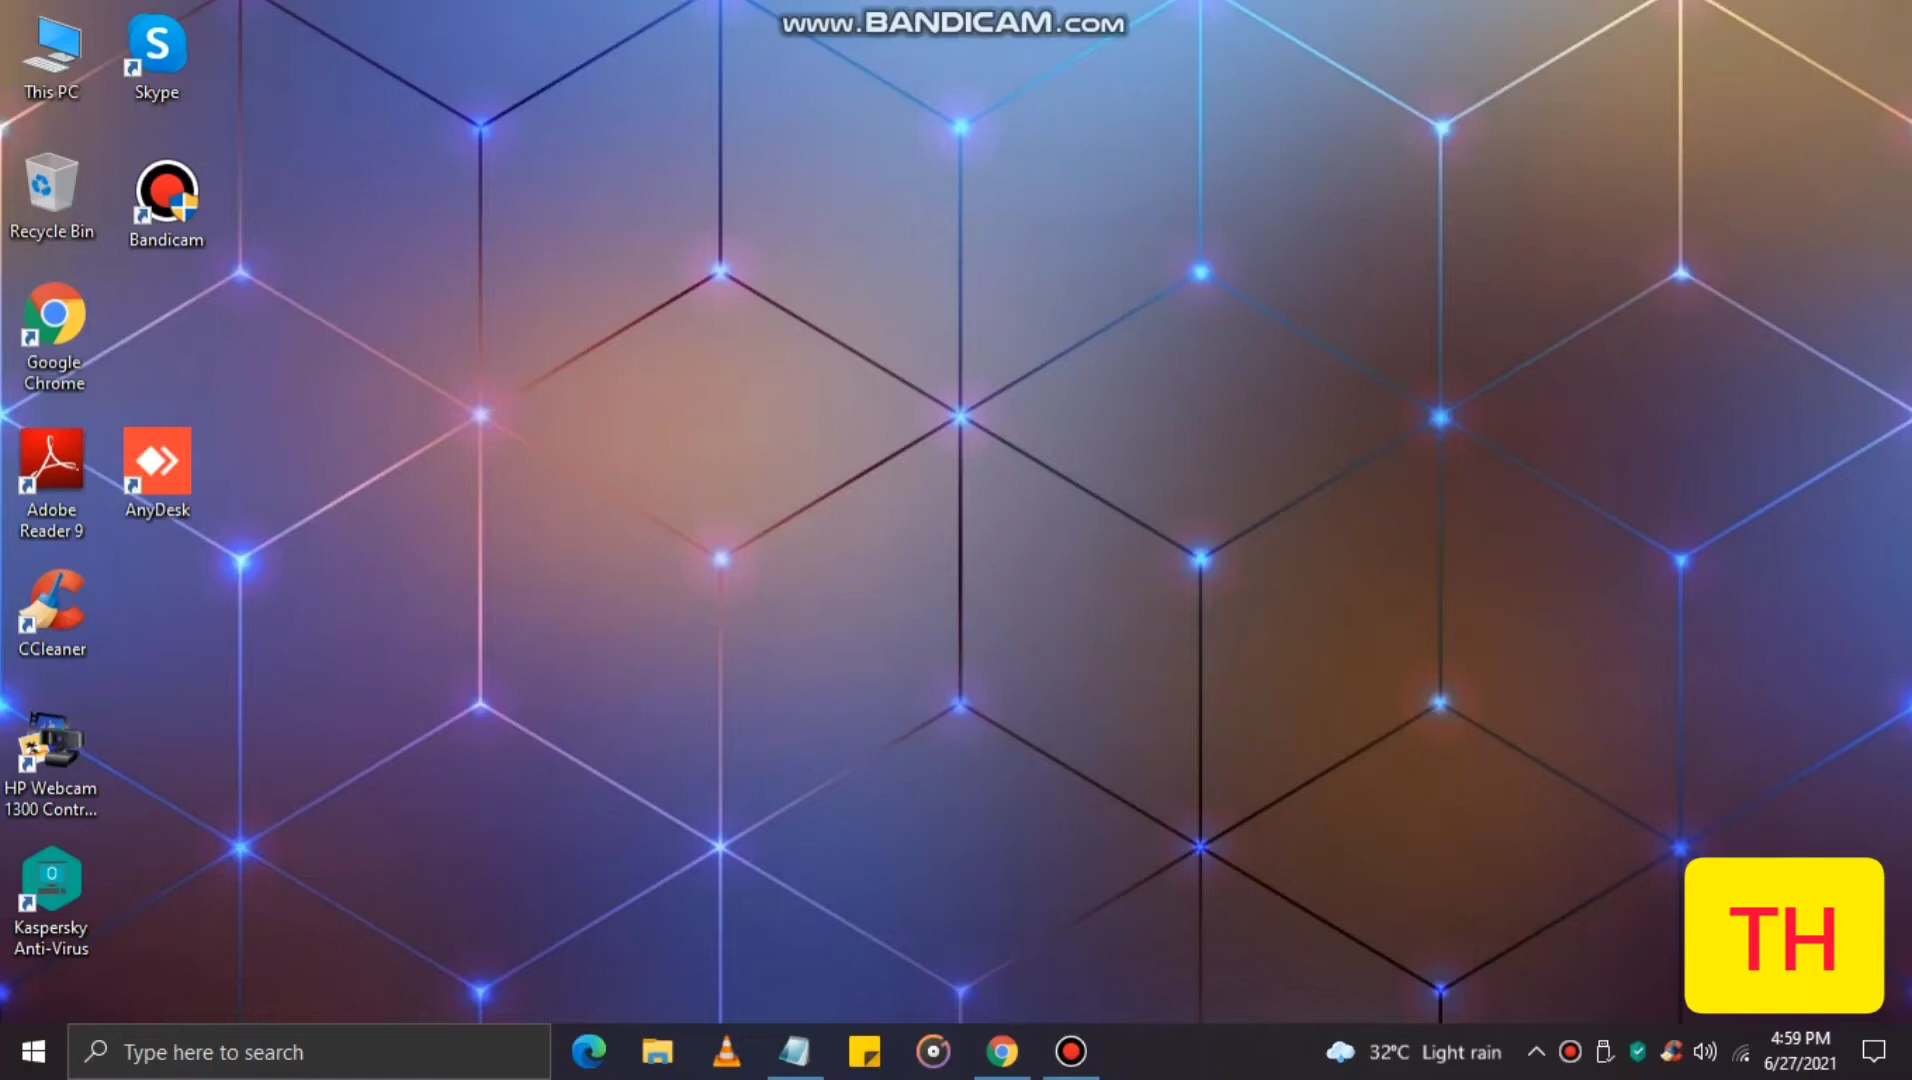 www.BANDICAM.com
This PC
Skype
Recycle Bin
Bandicam
Google
Chrome
Adobe
Reader 9
AnyDesk
CCleaner
HP Webcam
1300 Contr...
Kaspersky
Anti-Virus
TH
Type here to search
32°C Light rain
4:59 PM
6/27/2021